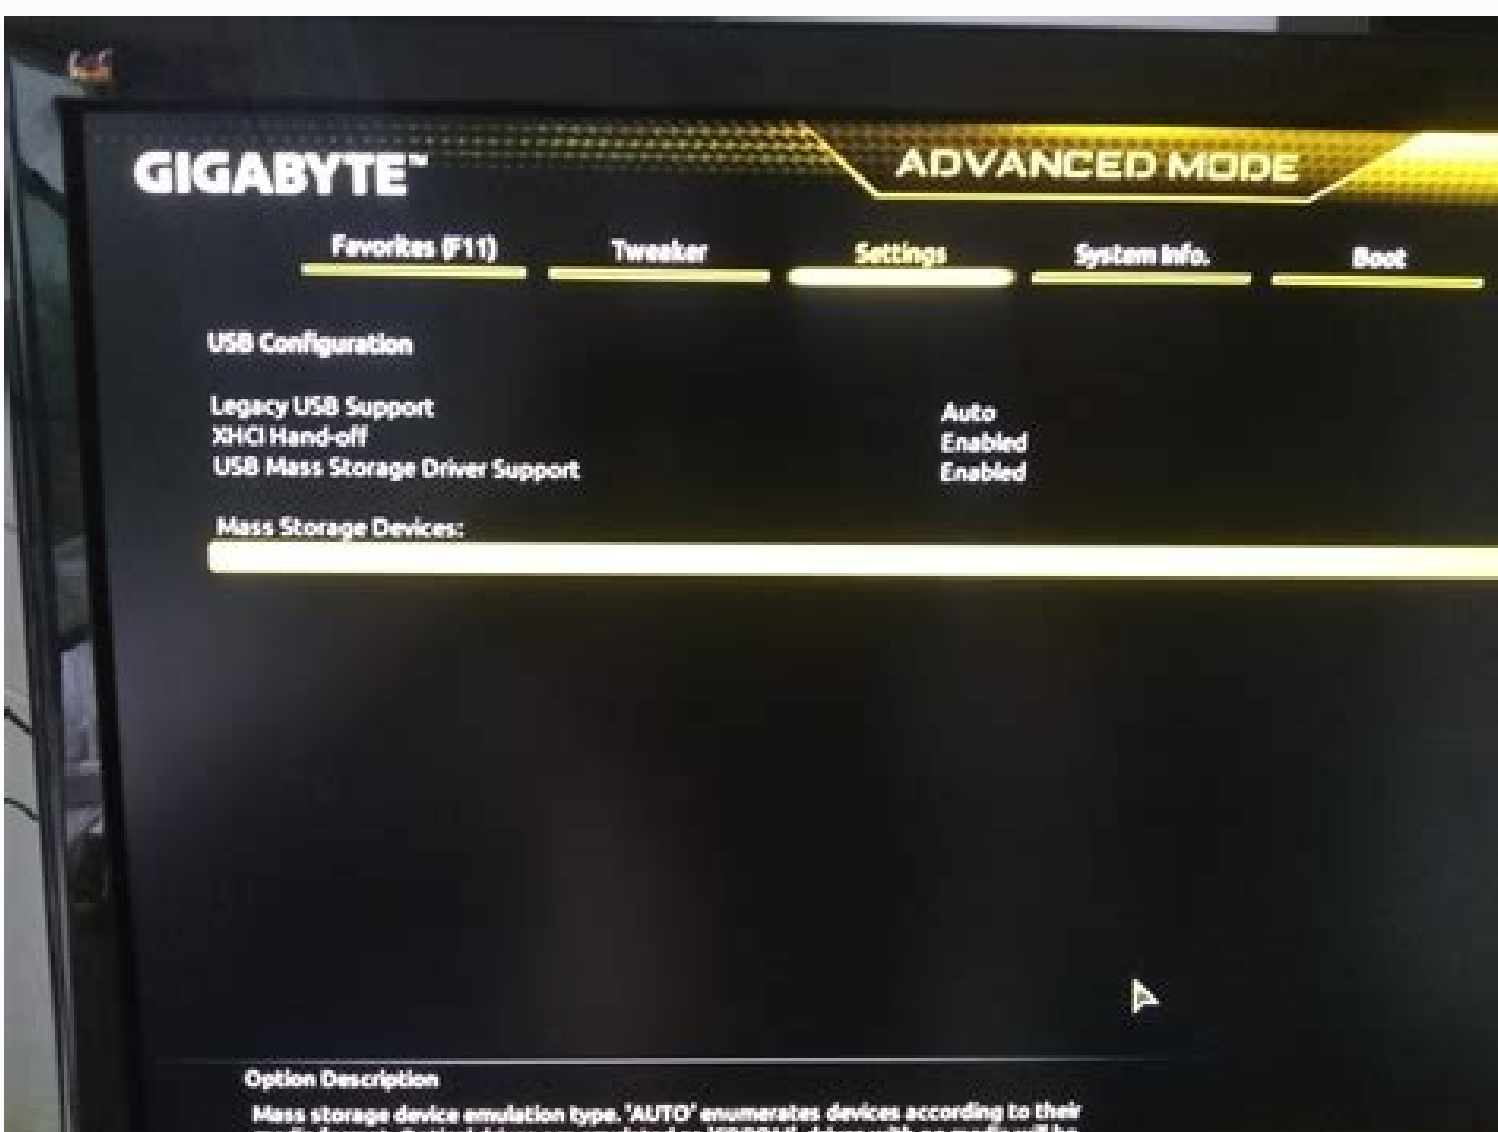 GIGABYTE™
ADVANCED MODE
Favorites (F11) Tweaker Settings System Info. Boot
USB Configuration
Legacy USB Support Auto
XHCI Hand-off Enabled
USB Mass Storage Driver Support Enabled
Mass Storage Devices:
Option Description
Mass storage device emulation type. 'AUTO' enumerates devices according to their